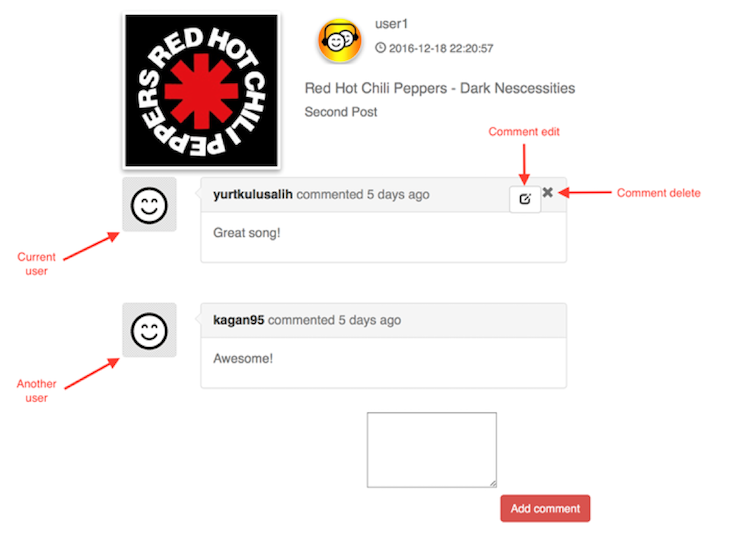 RED HOT CHILI PEPPERS
user1
2016-12-18 22:20:57
Red Hot Chili Peppers - Dark Nescessities
Second Post
Comment edit
yurtkulusalih commented 5 days ago
Comment delete
Great song!
Current
user
kagan95 commented 5 days ago
Awesome!
Another
user
Add comment